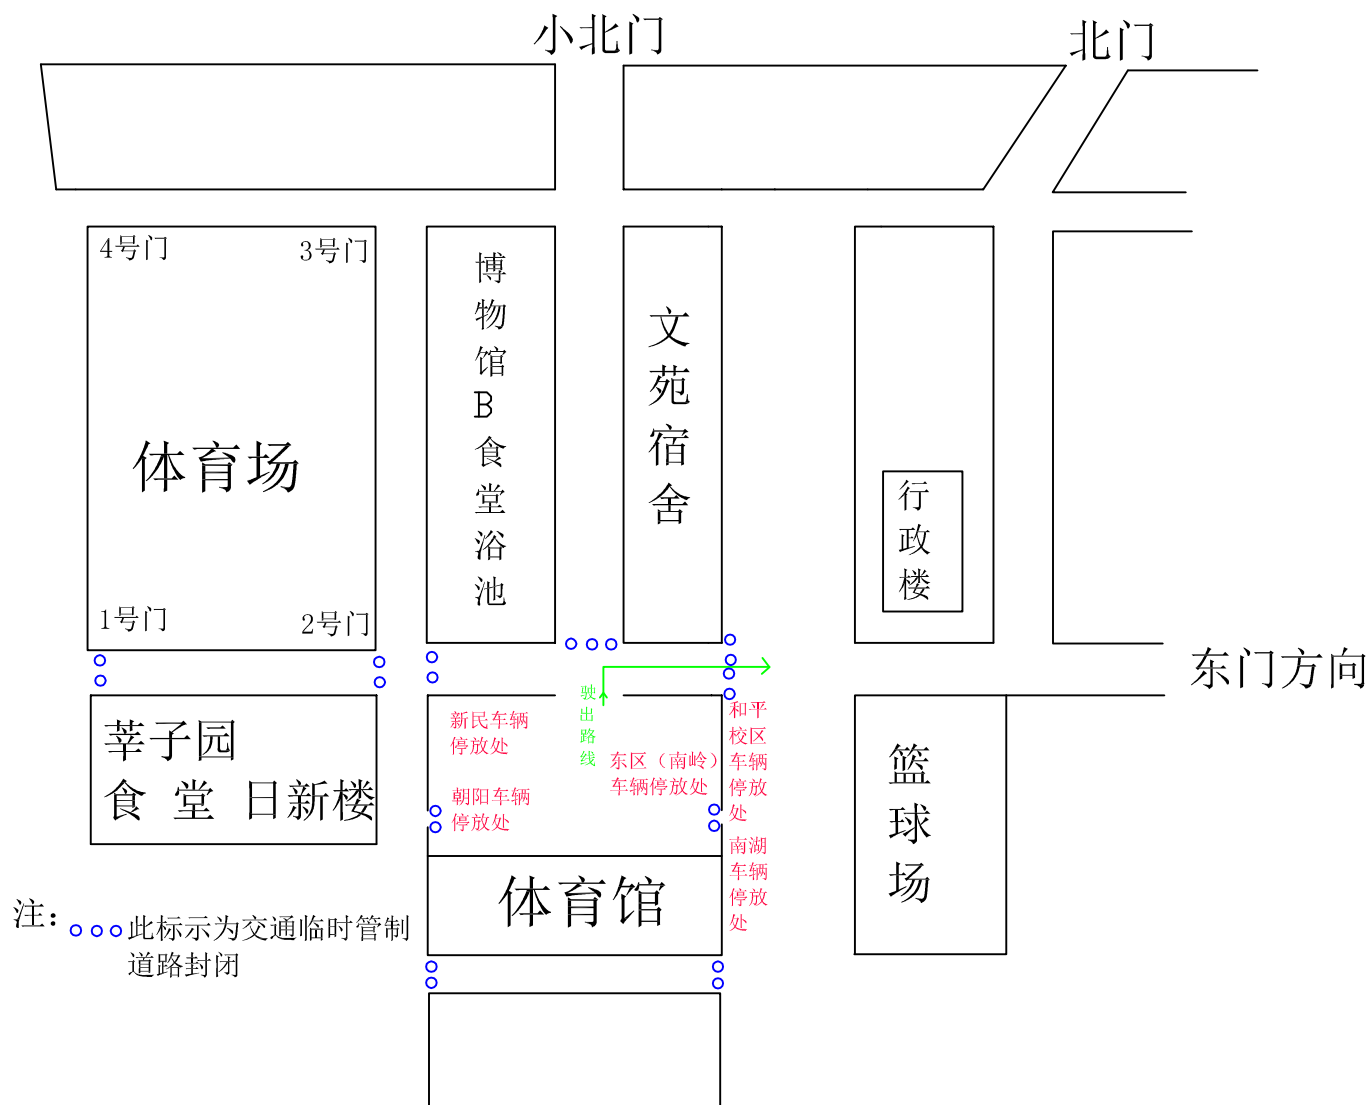 小北门
北门
4号门
3号门
博物馆B食堂浴池
文苑宿舍
体育场
行政楼
1号门
2号门
东门方向
驶出路线
新民车辆
停放处
东区（南岭）
车辆停放处
和平
校区
车辆
停放
处
莘子园
食 堂 日新楼
朝阳车辆
停放处
篮球场
南湖
车辆
停放
处
体育馆
注：
此标示为交通临时管制
道路封闭